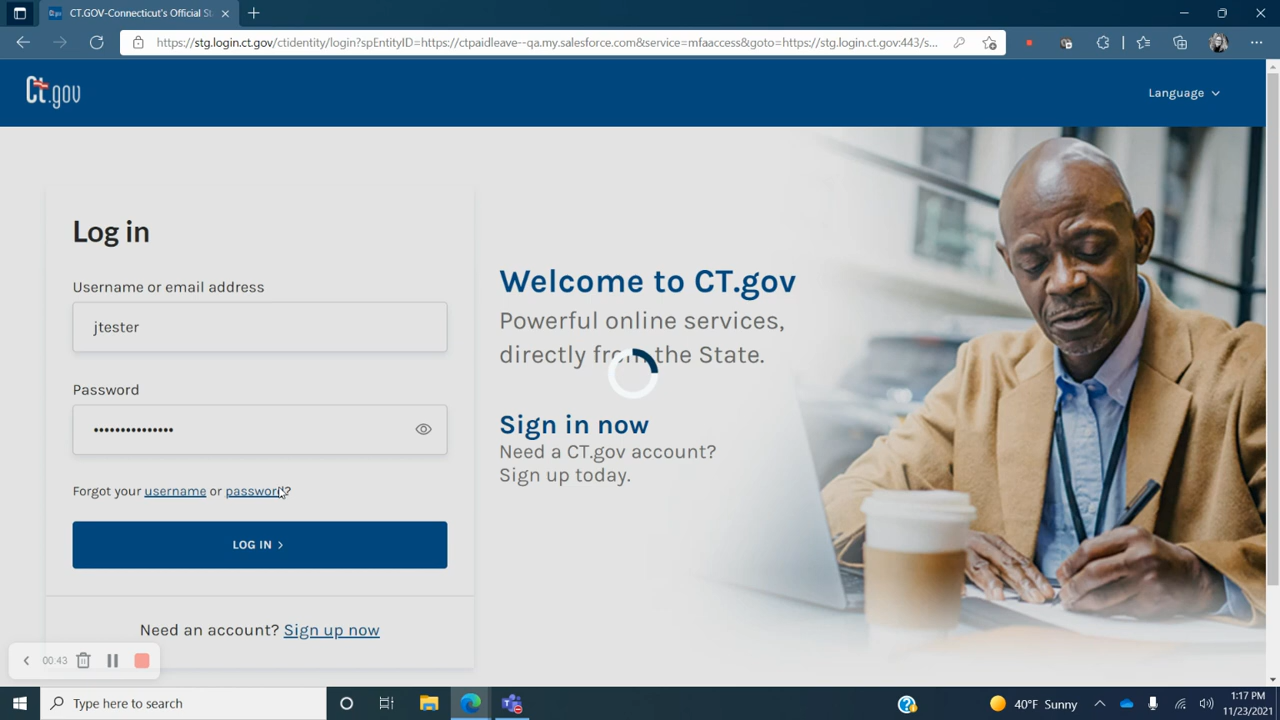 CT.GOV-Connecticut's Official St
https://stg.login.ct.gov/ctidentity/login?spEntityID=https://ctpaidleave--qa.my.salesforce.com&service=mfaaccess&goto=https://stg.login.ct.gov:443/s...
Ct.gov
Language
Log in
Username or email address
jtester
Password
•••••••••••••••
Forgot your username or password?
LOG IN >
Need an account? Sign up now
Welcome to CT.gov
Powerful online services,
directly from the State.
Sign in now
Need a CT.gov account?
Sign up today.
00:43
Type here to search
40°F Sunny
1:17 PM
11/23/2021